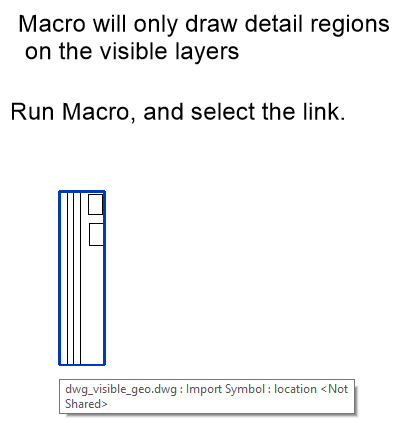 Macro will only draw detail regions
on the visible layers
Run Macro, and select the link.
dwg_visible_geo.dwg : Import Symbol : location <Not
Shared>